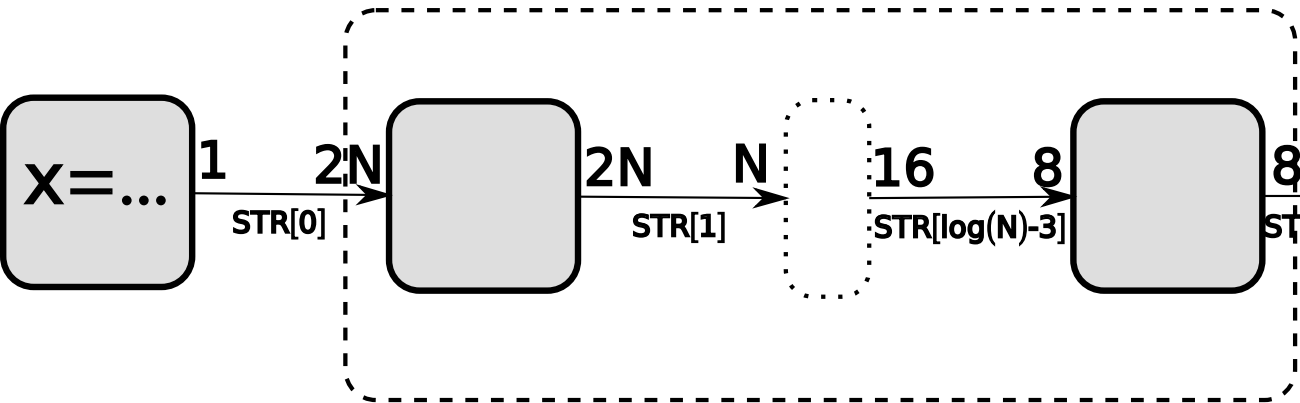 x=...
1
2N
STR[0]
2N
N
STR[1]
16
8
STR[log(N)-3]
8